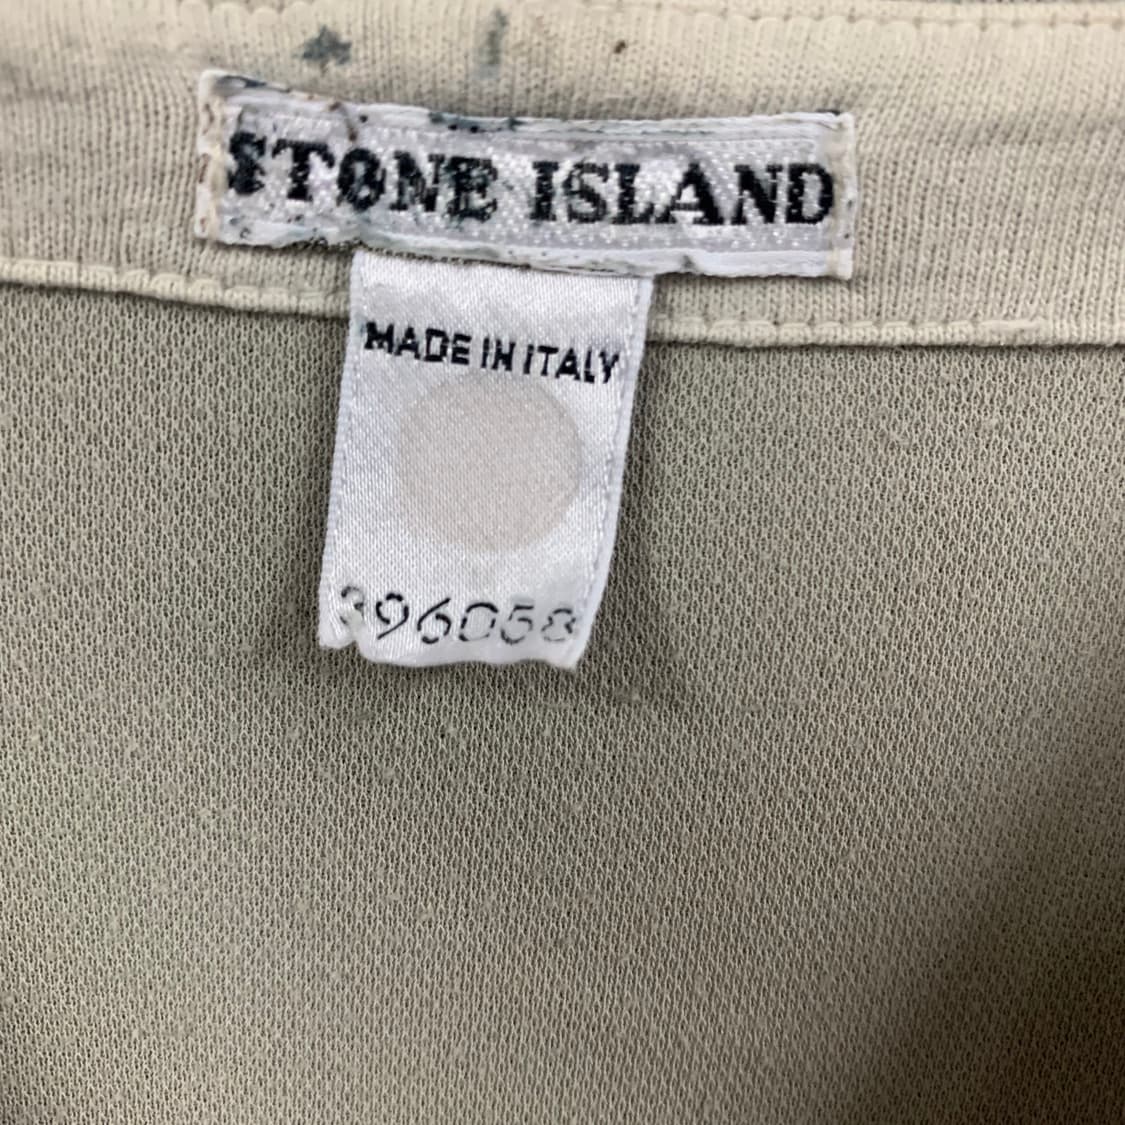 STONE ISLAND
MADE IN ITALY
396058